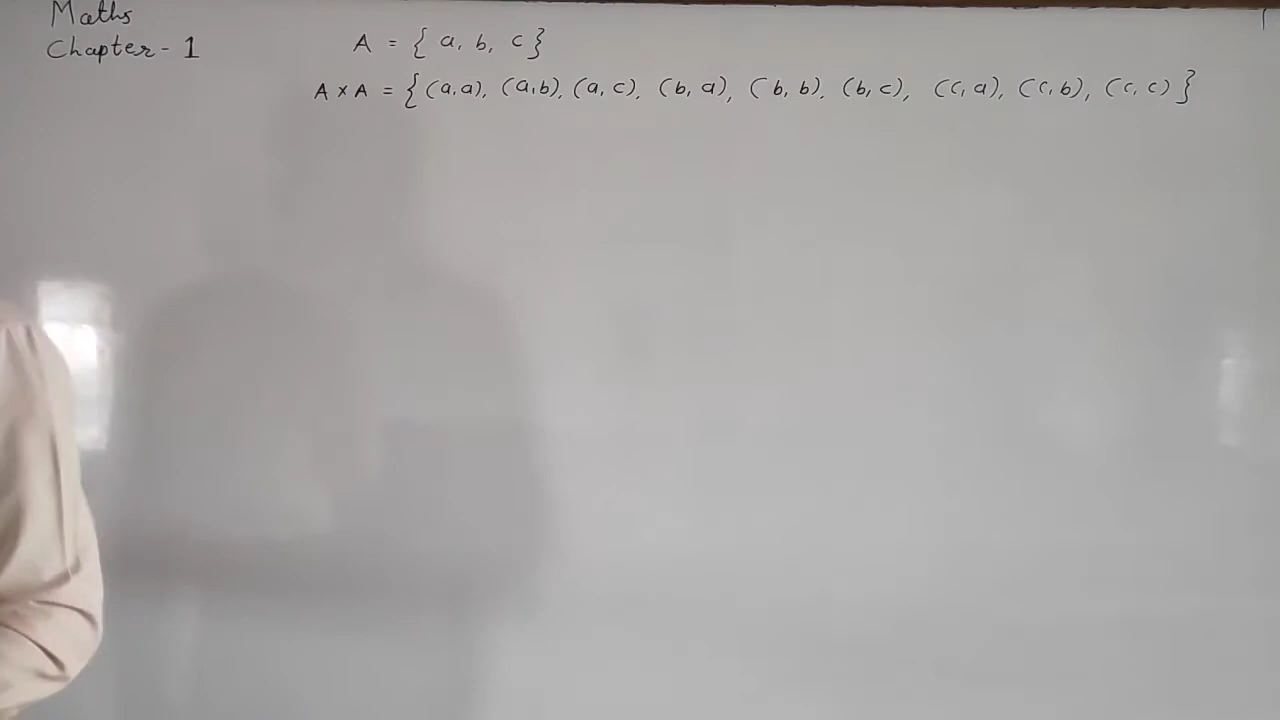 Maths
Chapter - 1
A = { a, b, c }
A × A = { (a,a), (a,b), (a, c), (b, a), (b, b), (b, c), (c, a), (c, b), (c, c) }